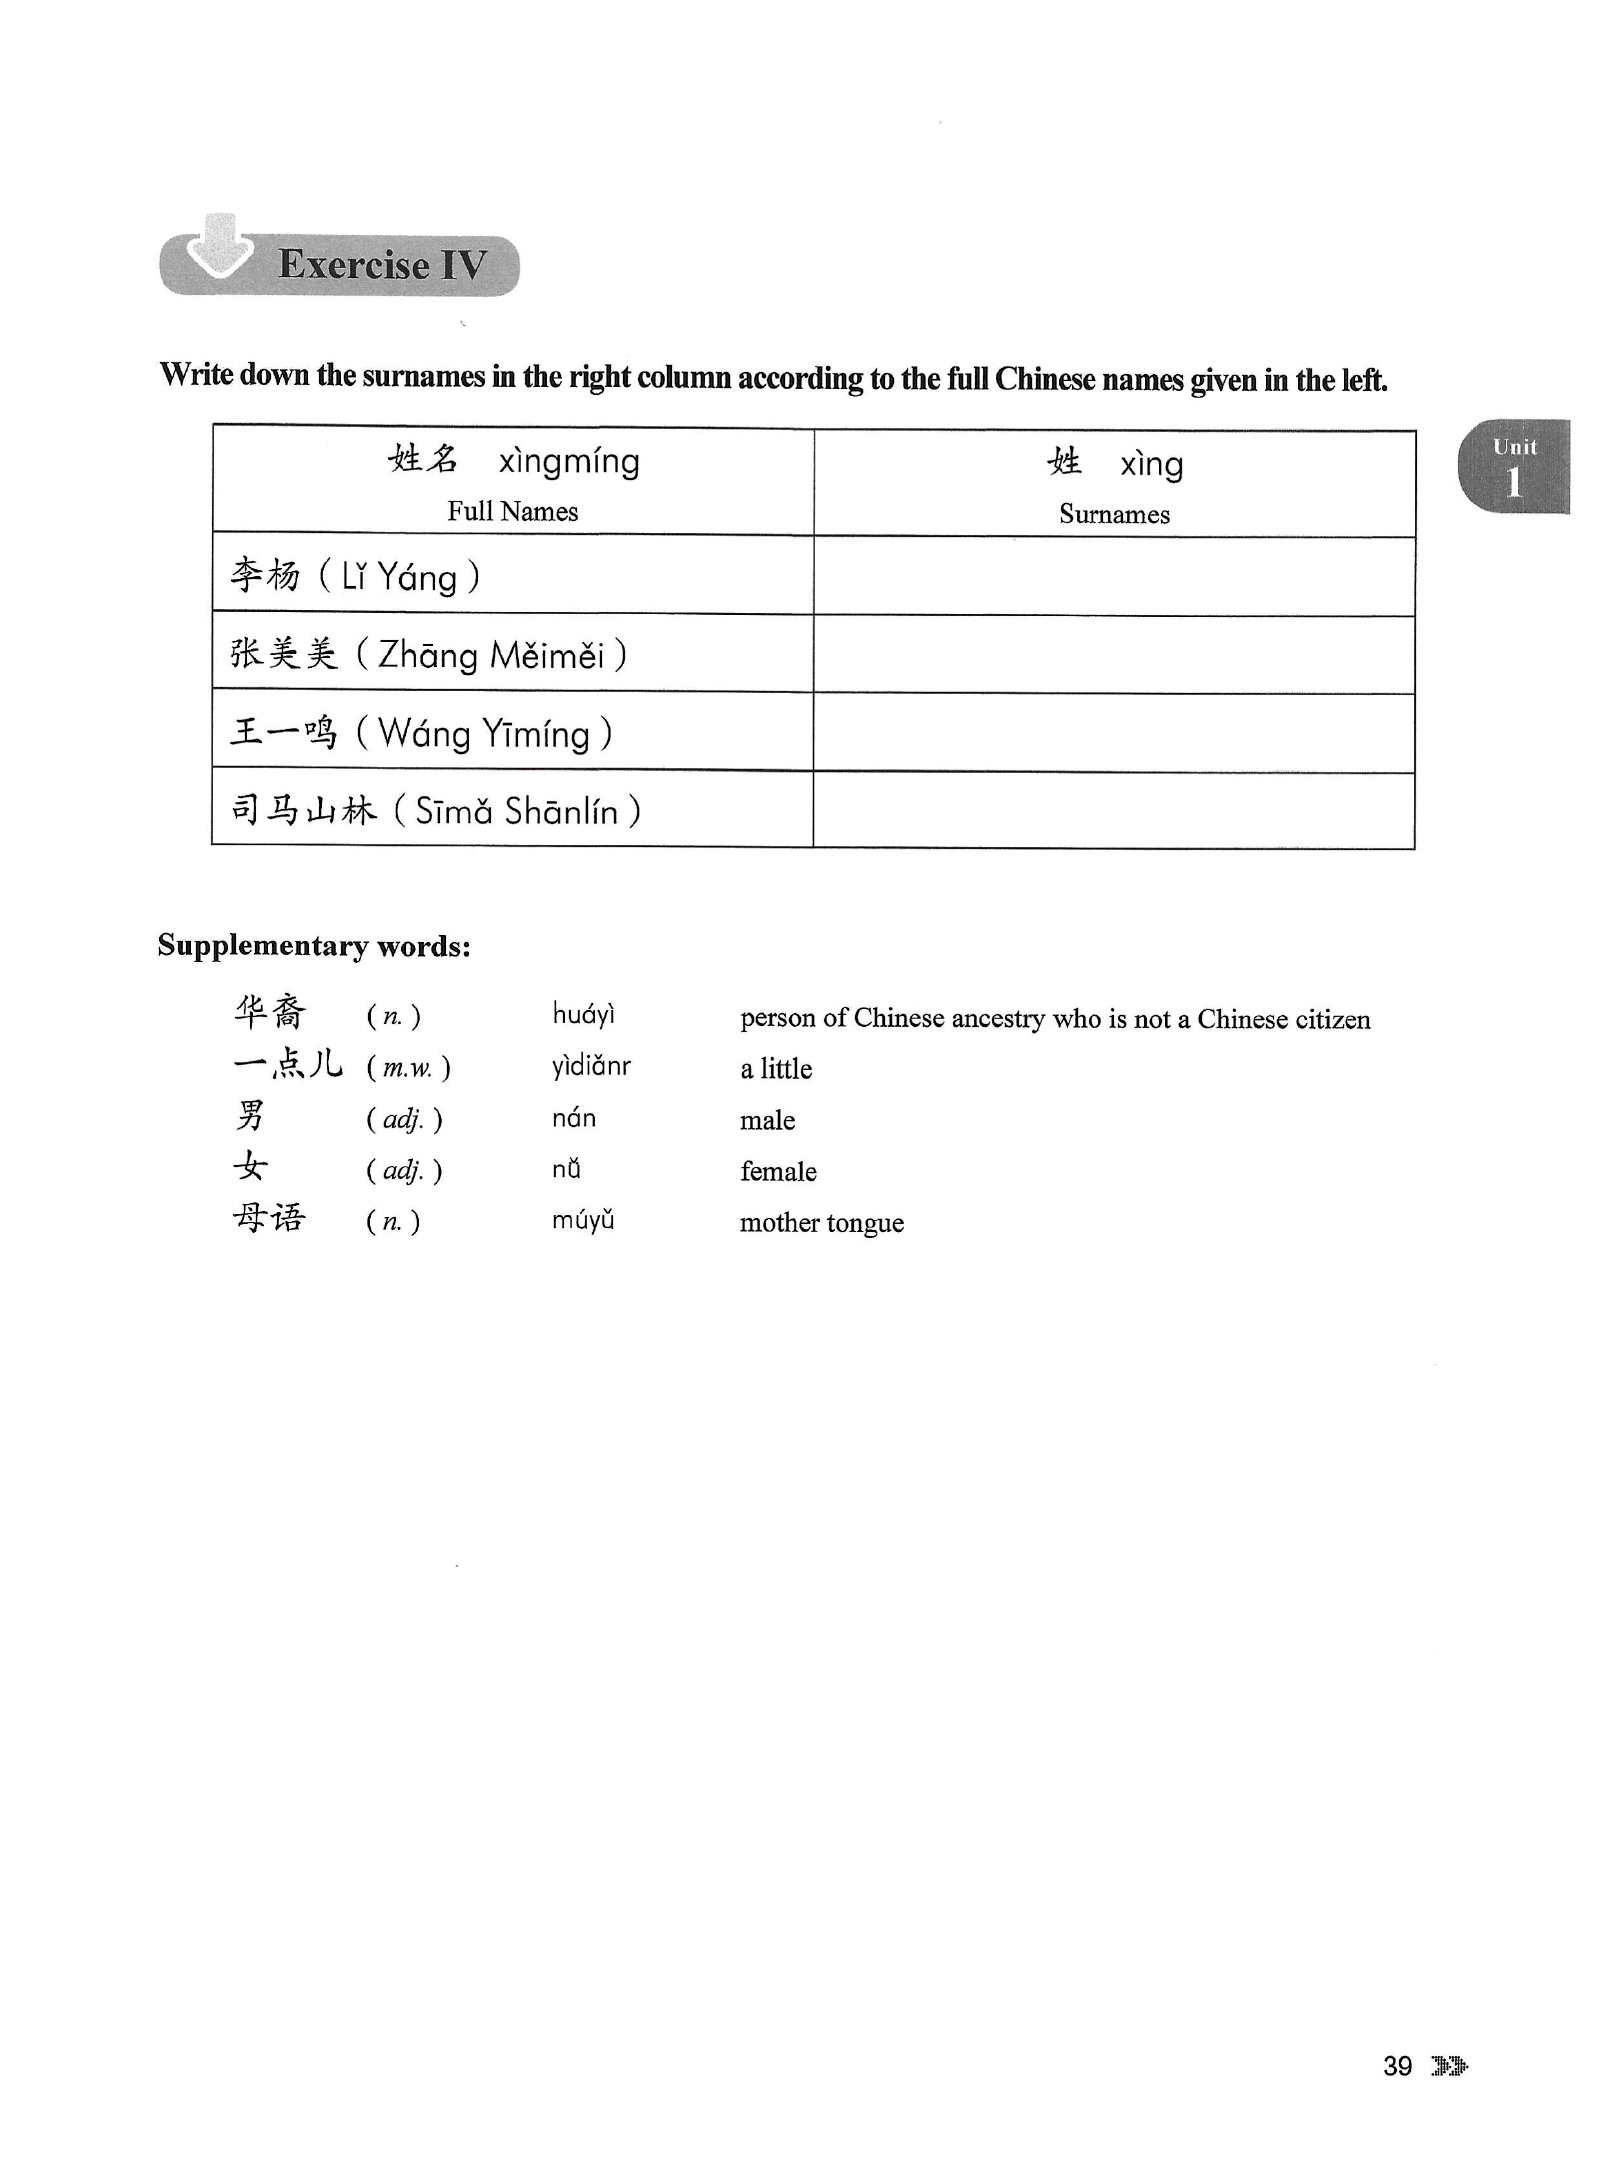 Exercise IV
Write down the surnames in the right column according to the full Chinese names given in the left.
姓名 xìngmíng
Full Names
姓 xìng
Surnames
Unit
1
李杨（Lǐ Yáng）
张美美（Zhāng Měiměi）
王一鸣（Wáng Yīmíng）
司马山林（Sīmǎ Shānlín）
Supplementary words:
华裔 (n.) huáyì person of Chinese ancestry who is not a Chinese citizen
一点儿 (m.w.) yìdiǎnr a little
男 (adj.) nán male
女 (adj.) nǚ female
母语 (n.) múyǔ mother tongue
39